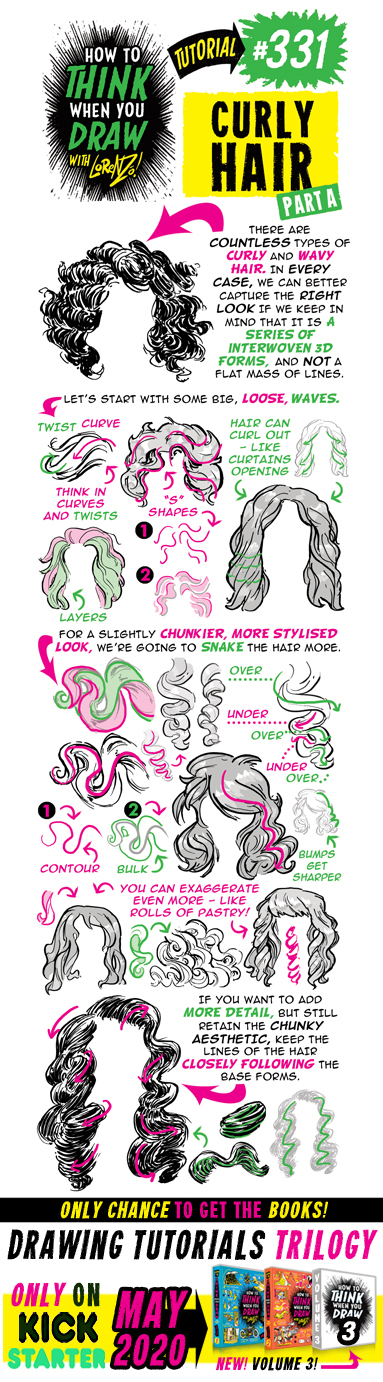 HOW TO
THINK
WHEN YOU
DRAW
WITH LORENZO!
TUTORIAL
#331
CURLY
HAIR
PART A
THERE ARE
COUNTLESS TYPES OF
CURLY AND WAVY
HAIR. IN EVERY
CASE, WE CAN BETTER
CAPTURE THE RIGHT
LOOK IF WE KEEP IN
MIND THAT IT IS A
SERIES OF
INTERWOVEN 3D
FORMS, AND NOT A
FLAT MASS OF LINES.
LET'S START WITH SOME BIG, LOOSE, WAVES.
TWIST CURVE
THINK IN
CURVES
AND TWISTS
"S"
SHAPES
1
2
HAIR CAN
CURL OUT
– LIKE
CURTAINS
OPENING
LAYERS
FOR A SLIGHTLY CHUNKIER, MORE STYLISED
LOOK, WE'RE GOING TO SNAKE THE HAIR MORE.
OVER
UNDER
OVER
UNDER
OVER
1
2
CONTOUR
BULK
BUMPS
GET
SHARPER
YOU CAN EXAGGERATE
EVEN MORE – LIKE
ROLLS OF PASTRY!
IF YOU WANT TO ADD
MORE DETAIL, BUT STILL
RETAIN THE CHUNKY
AESTHETIC, KEEP THE
LINES OF THE HAIR
CLOSELY FOLLOWING THE
BASE FORMS.
ONLY CHANCE TO GET THE BOOKS!
DRAWING TUTORIALS TRILOGY
ONLY ON
KICK
STARTER
MAY
2020
THINK
THINK
VOLUME 3
HOW TO
THINK
WHEN YOU
DRAW
3
NEW! VOLUME 3!